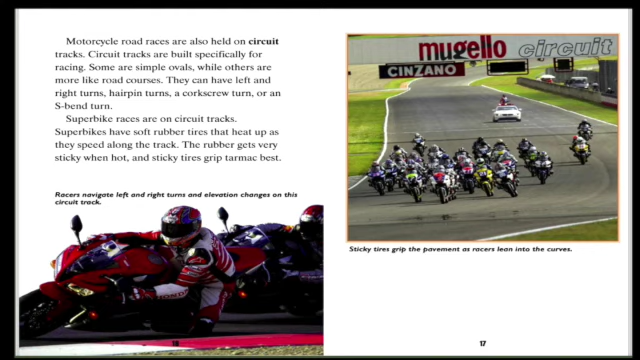 Motorcycle road races are also held on circuit
tracks. Circuit tracks are built specifically for
racing. Some are simple ovals, while others are
more like road courses. They can have left and
right turns, hairpin turns, a corkscrew turn, or an
S-bend turn.
Superbike races are on circuit tracks.
Superbikes have soft rubber tires that heat up as
they speed along the track. The rubber gets very
sticky when hot, and sticky tires grip tarmac best.
Racers navigate left and right turns and elevation changes on this
circuit track.
16
mugello circuit
CINZANO
Sticky tires grip the pavement as racers lean into the curves.
17